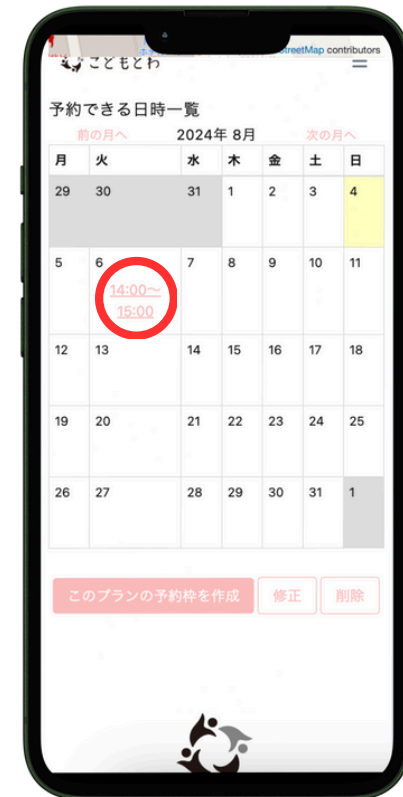 StreetMap contributors
こどもとわ
予約できる日時一覧
前の月へ 2024年 8月 次の月へ
月 火 水 木 金 土 日
29 30 31 1 2 3 4
5 6 7 8 9 10 11
14:00〜
15:00
12 13 14 15 16 17 18
19 20 21 22 23 24 25
26 27 28 29 30 31 1
このプランの予約枠を作成 修正 削除